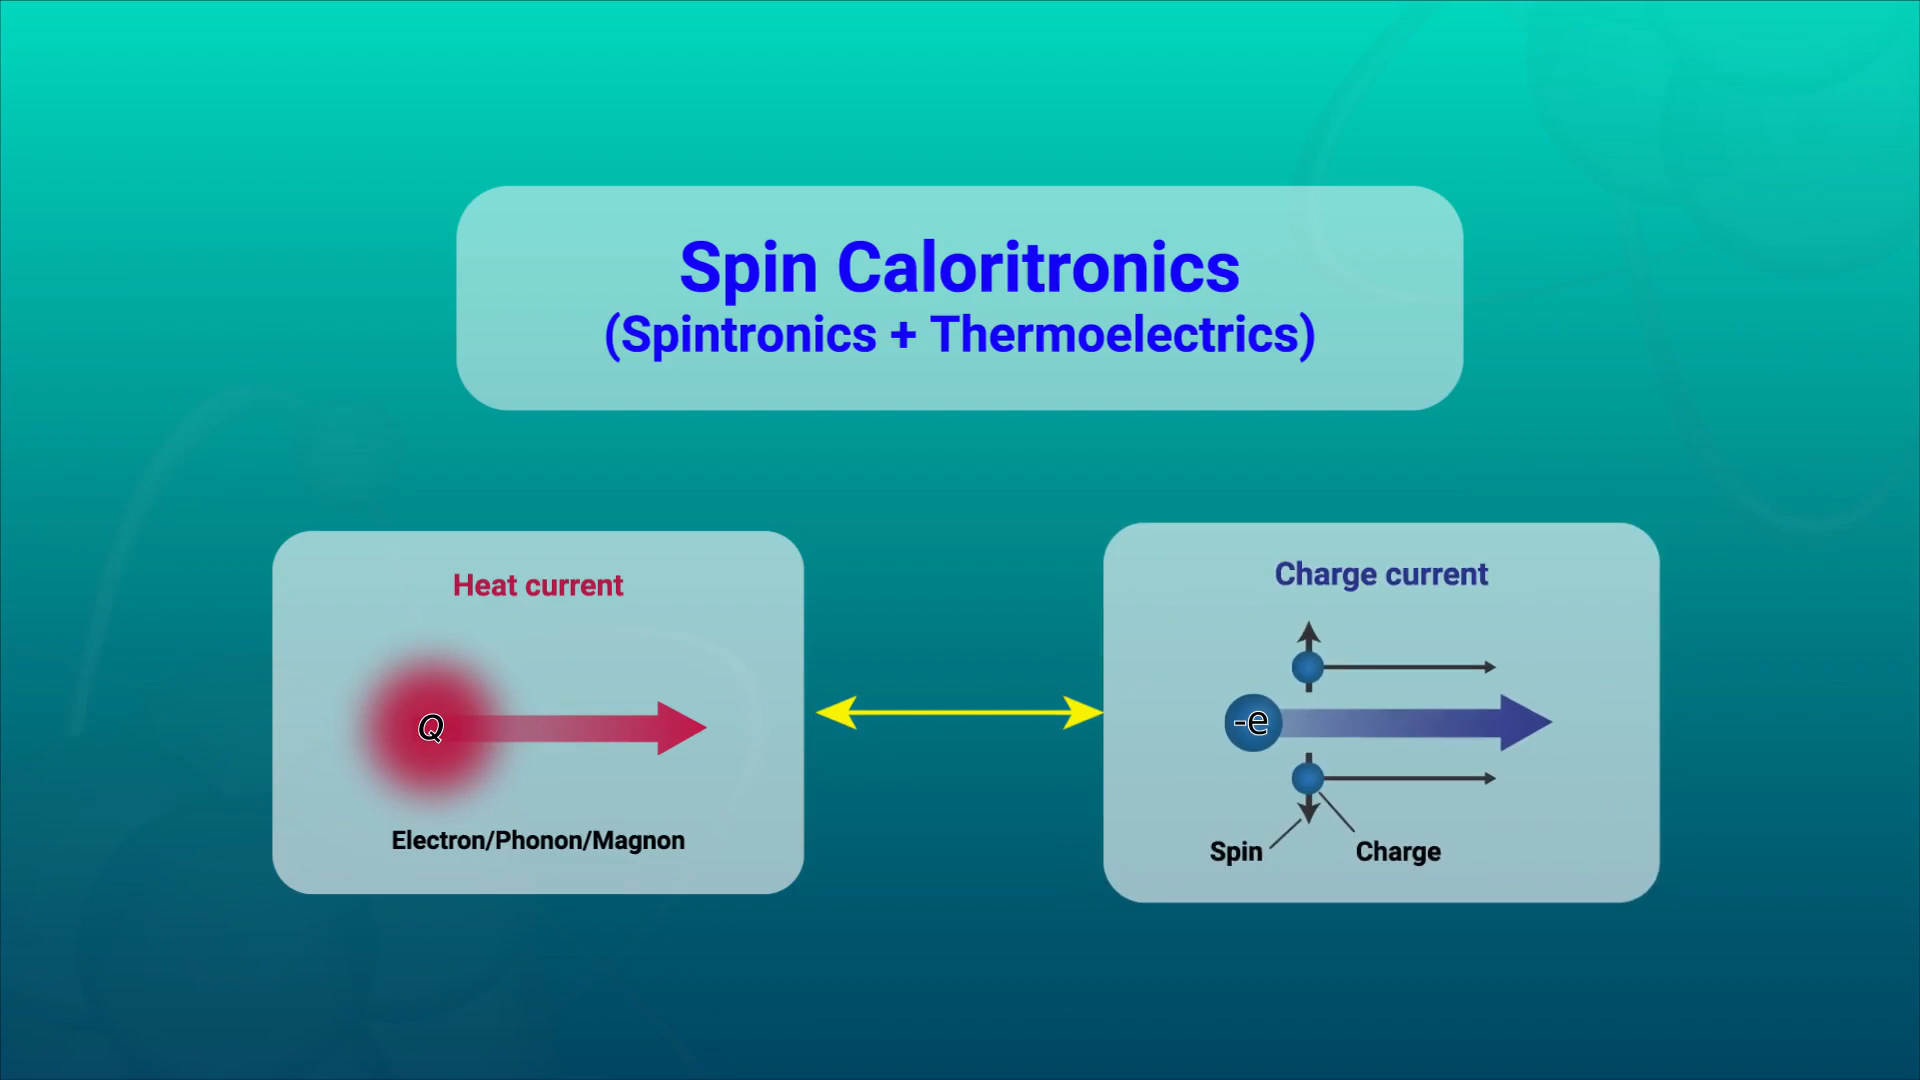 Spin Caloritronics
(Spintronics + Thermoelectrics)
Heat current
Q
Electron/Phonon/Magnon
Charge current
-e
Spin
Charge